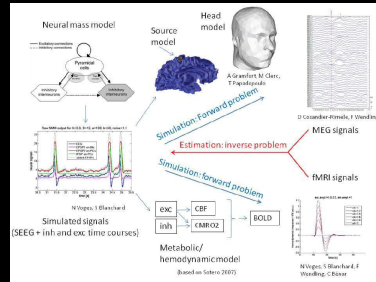 Neural mass model
Excitatory connections
Inhibitory connections
Pyramidal
cells
Inhibitory
interneurons
interneurons
Source
model
Head
model
A Gramfort, M Clerc,
T Papadopoulo
D Cosandier-Rimele, F Wendling
MEG signals
Simulation: Forward problem
Estimation: inverse problem
Simulation: forward problem
fMRI signals
N Voges, S Blanchard
Simulated signals
(SEEG + inh and exc time courses)
exc
CBF
inh
CMRO2
BOLD
Metabolic/
hemodynamic model
(based on Sotero 2007)
N Voges, S Blanchard, F
Wendling, C Bénar